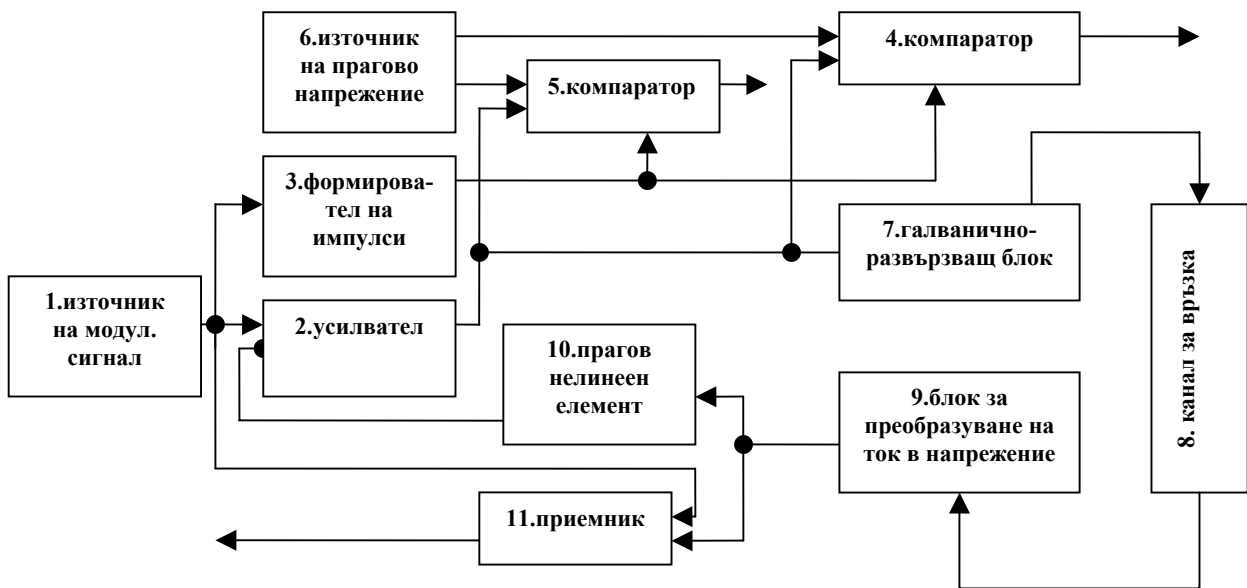 6.източник
на прагово
напрежение
4.компаратор
5.компаратор
3.формирова-
тел на
импулси
7.галванично-
развързващ блок
1.източник
на модул.
сигнал
2.усилвател
10.прагов
нелинеен
елемент
9.блок за
преобразуване на
ток в напрежение
8. канал за връзка
11.приемник